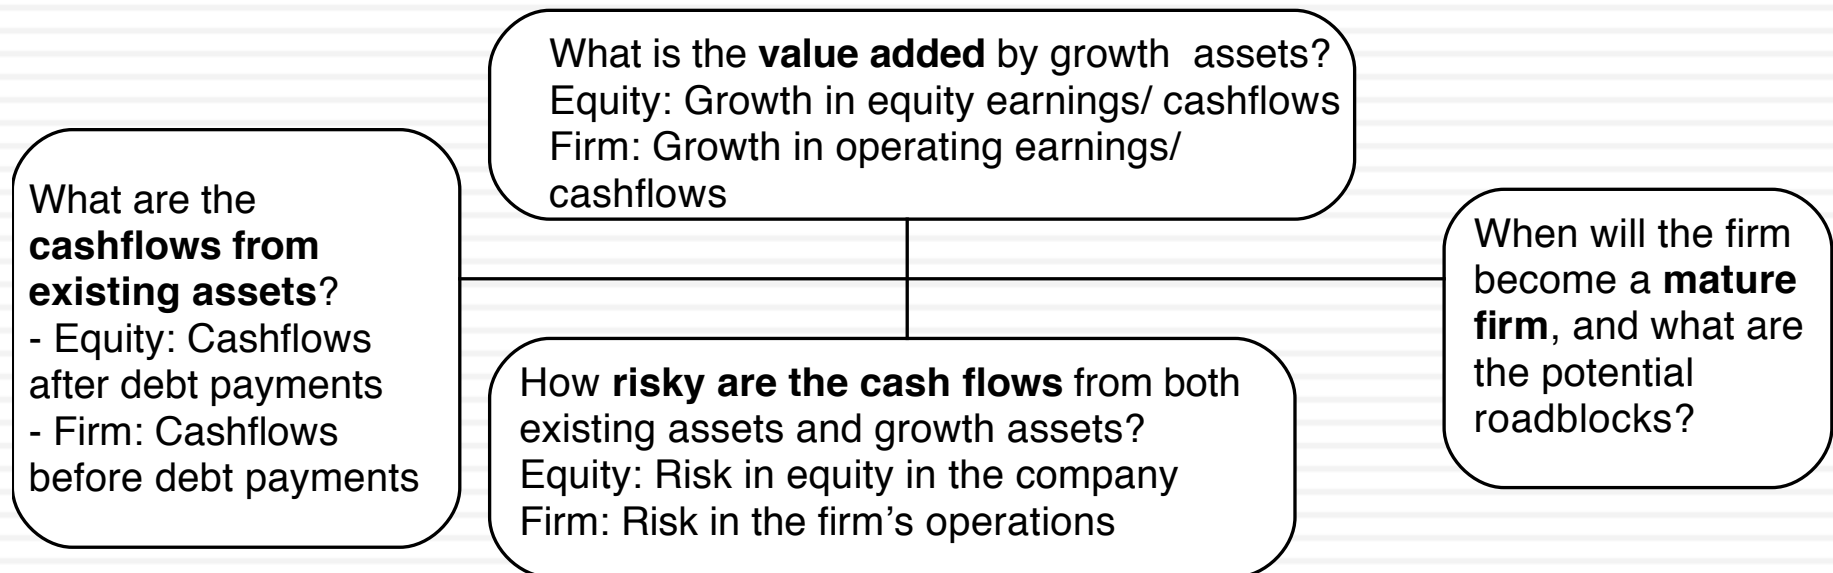 What is the value added by growth assets?
Equity: Growth in equity earnings/ cashflows
Firm: Growth in operating earnings/
cashflows
What are the
cashflows from
existing assets?
- Equity: Cashflows
after debt payments
- Firm: Cashflows
before debt payments
How risky are the cash flows from both
existing assets and growth assets?
Equity: Risk in equity in the company
Firm: Risk in the firm’s operations
When will the firm
become a mature
firm, and what are
the potential
roadblocks?